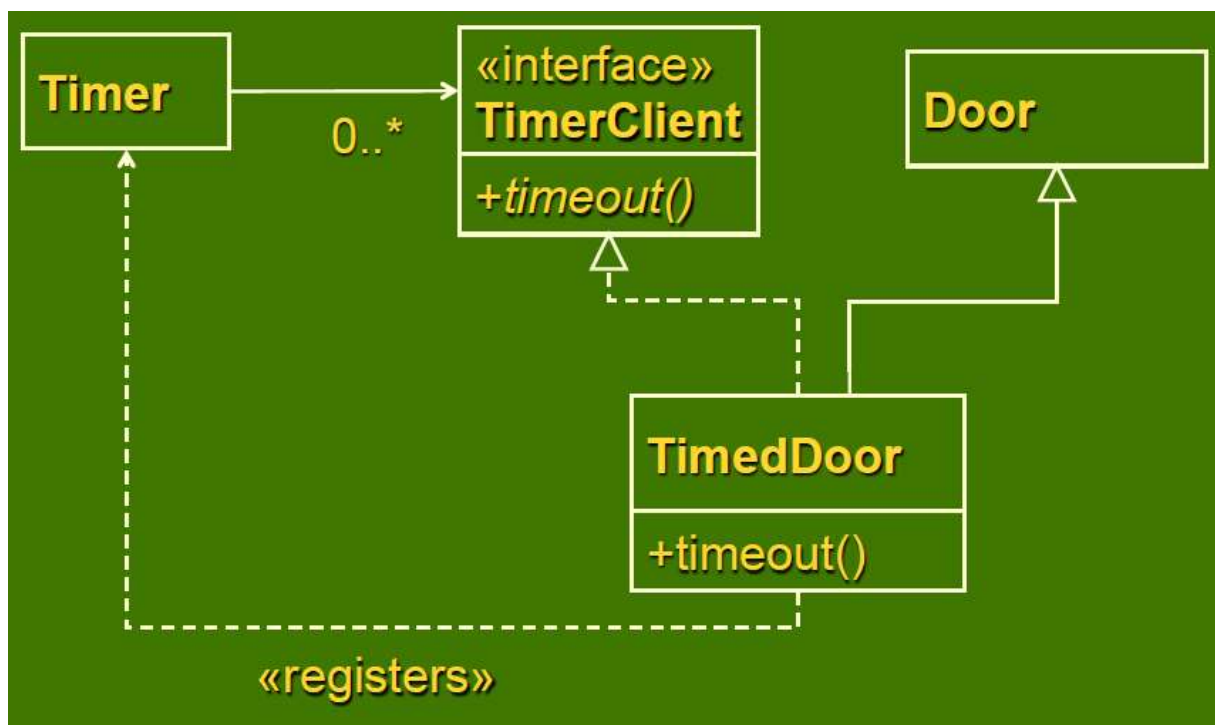 Timer
0..*
«interface»
TimerClient
+timeout()
Door
TimedDoor
+timeout()
«registers»